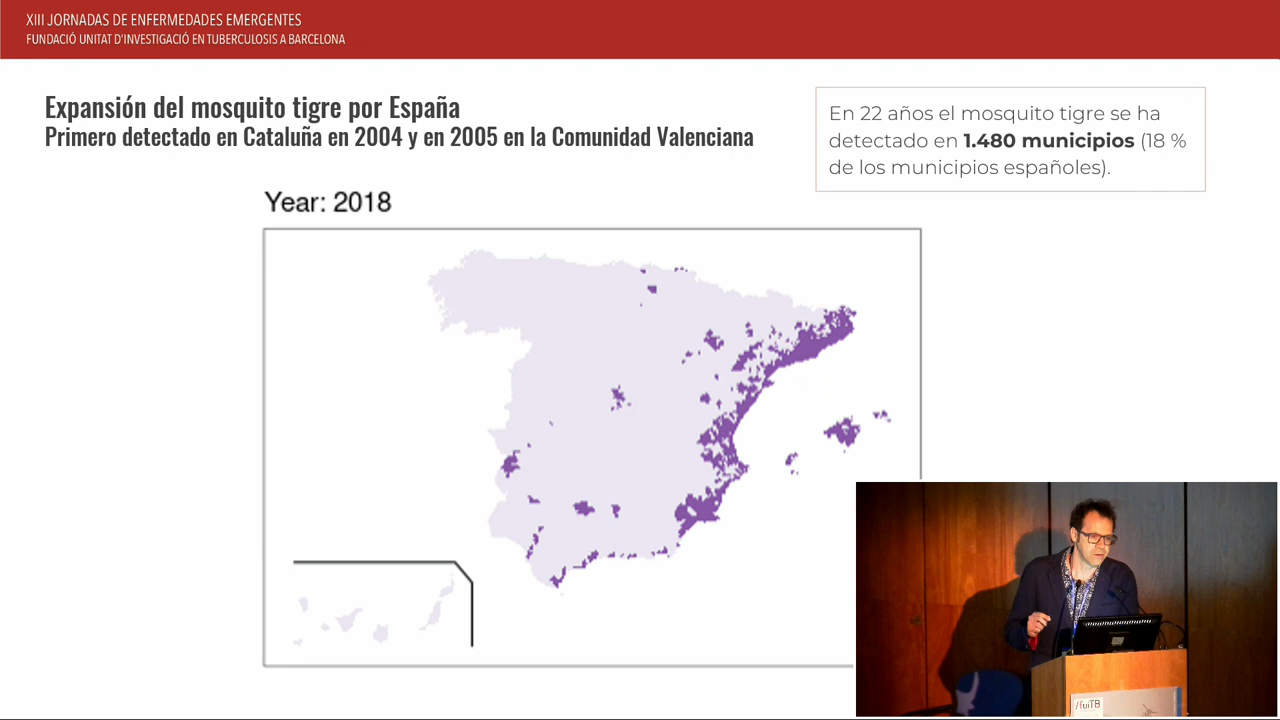 XIII JORNADAS DE ENFERMEDADES EMERGENTES
FUNDACIÓ UNITAT D'INVESTIGACIÓ EN TUBERCULOSIS A BARCELONA
Expansión del mosquito tigre por España
Primero detectado en Cataluña en 2004 y en 2005 en la Comunidad Valenciana
En 22 años el mosquito tigre se ha
detectado en 1.480 municipios (18 %
de los municipios españoles).
Year: 2018
/fuiTB